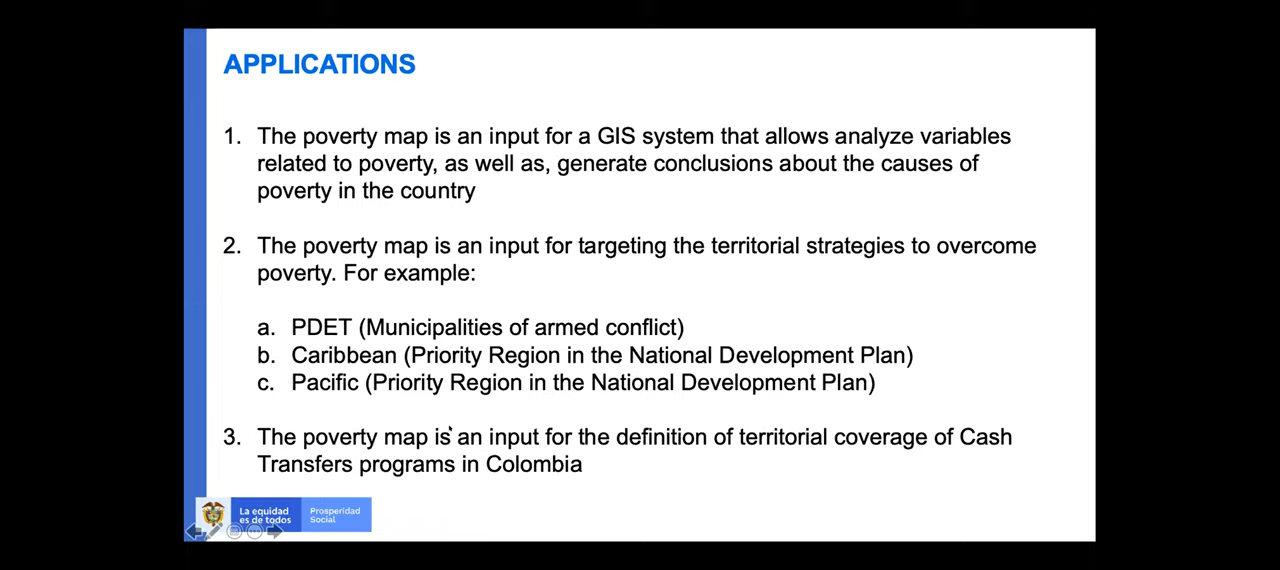 APPLICATIONS
1. The poverty map is an input for a GIS system that allows analyze variables
related to poverty, as well as, generate conclusions about the causes of
poverty in the country
2. The poverty map is an input for targeting the territorial strategies to overcome
poverty. For example:
a. PDET (Municipalities of armed conflict)
b. Caribbean (Priority Region in the National Development Plan)
c. Pacific (Priority Region in the National Development Plan)
3. The poverty map is an input for the definition of territorial coverage of Cash
Transfers programs in Colombia
La equidad
es de todos
Prosperidad
Social